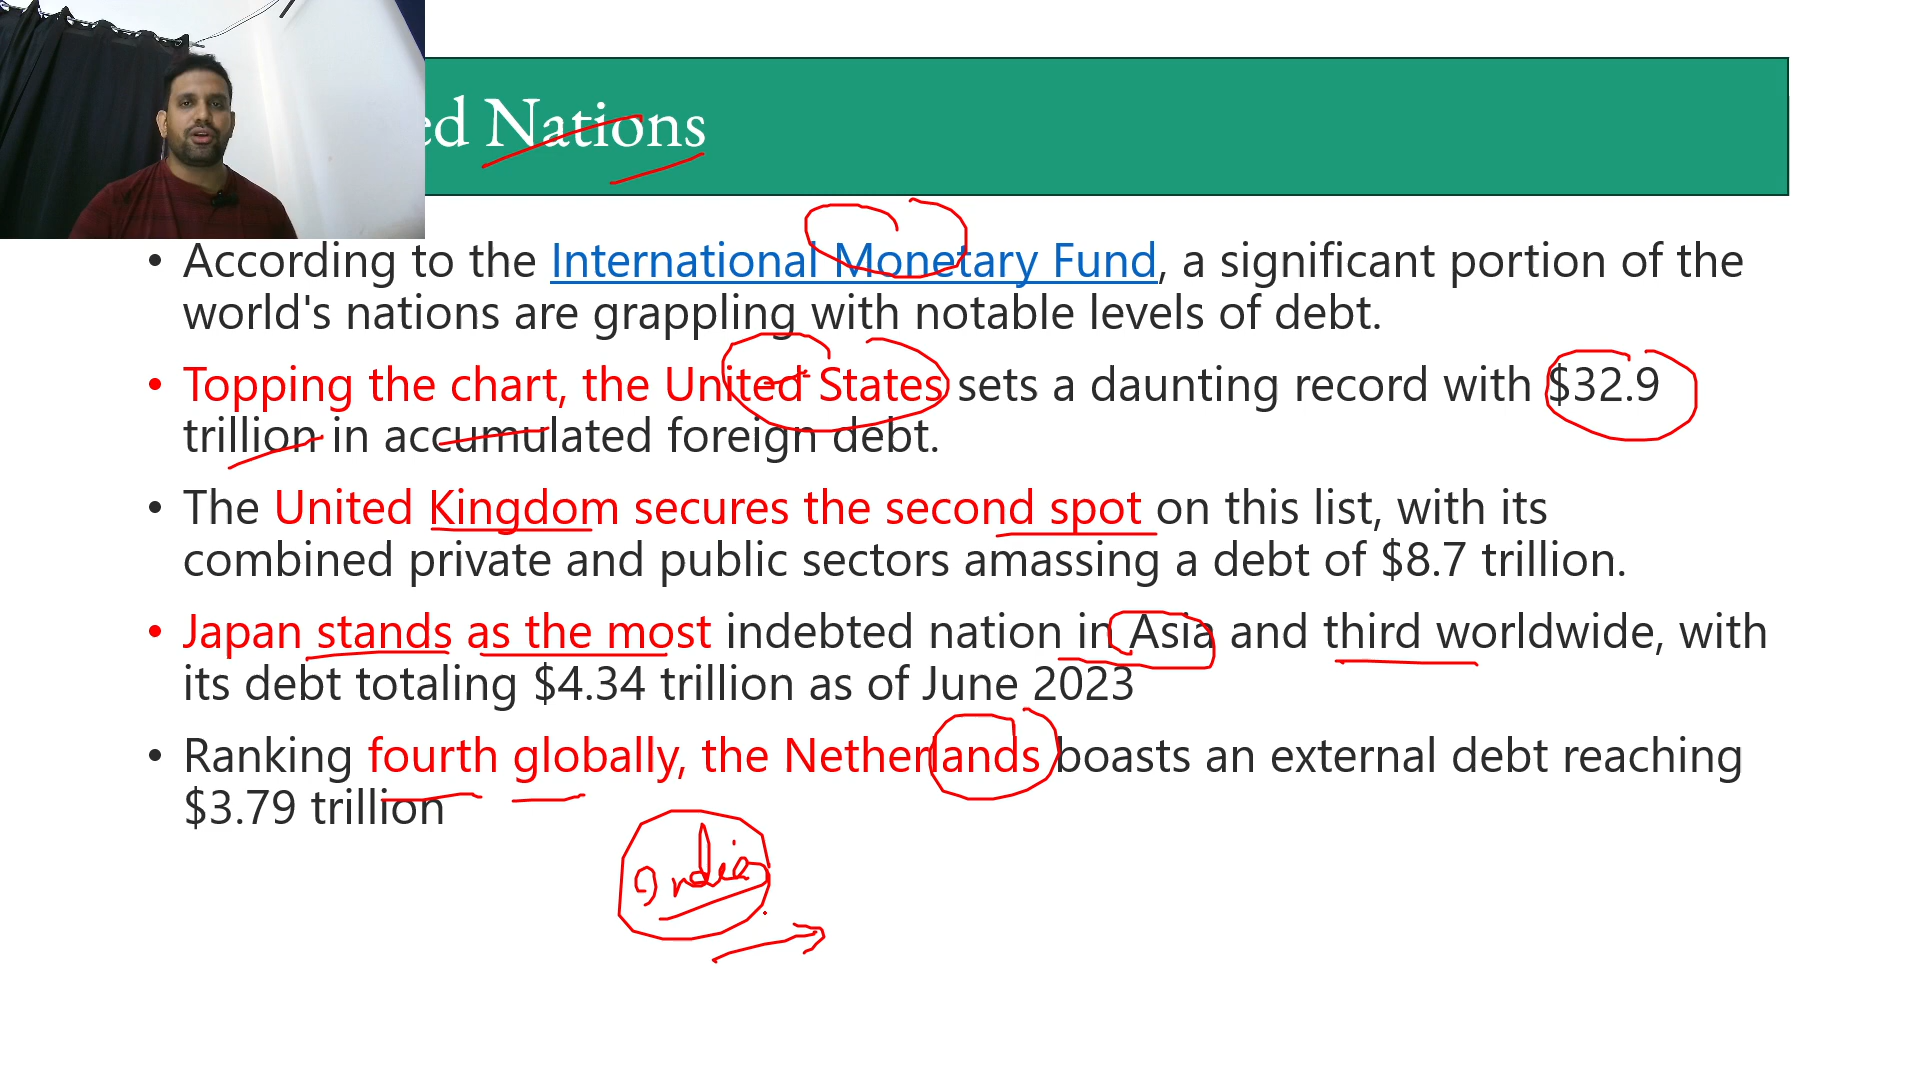 ed Nations
• According to the International Monetary Fund, a significant portion of the
world's nations are grappling with notable levels of debt.
• Topping the chart, the United States sets a daunting record with $32.9
trillion in accumulated foreign debt.
• The United Kingdom secures the second spot on this list, with its
combined private and public sectors amassing a debt of $8.7 trillion.
• Japan stands as the most indebted nation in Asia and third worldwide, with
its debt totaling $4.34 trillion as of June 2023
• Ranking fourth globally, the Netherlands boasts an external debt reaching
$3.79 trillion
India